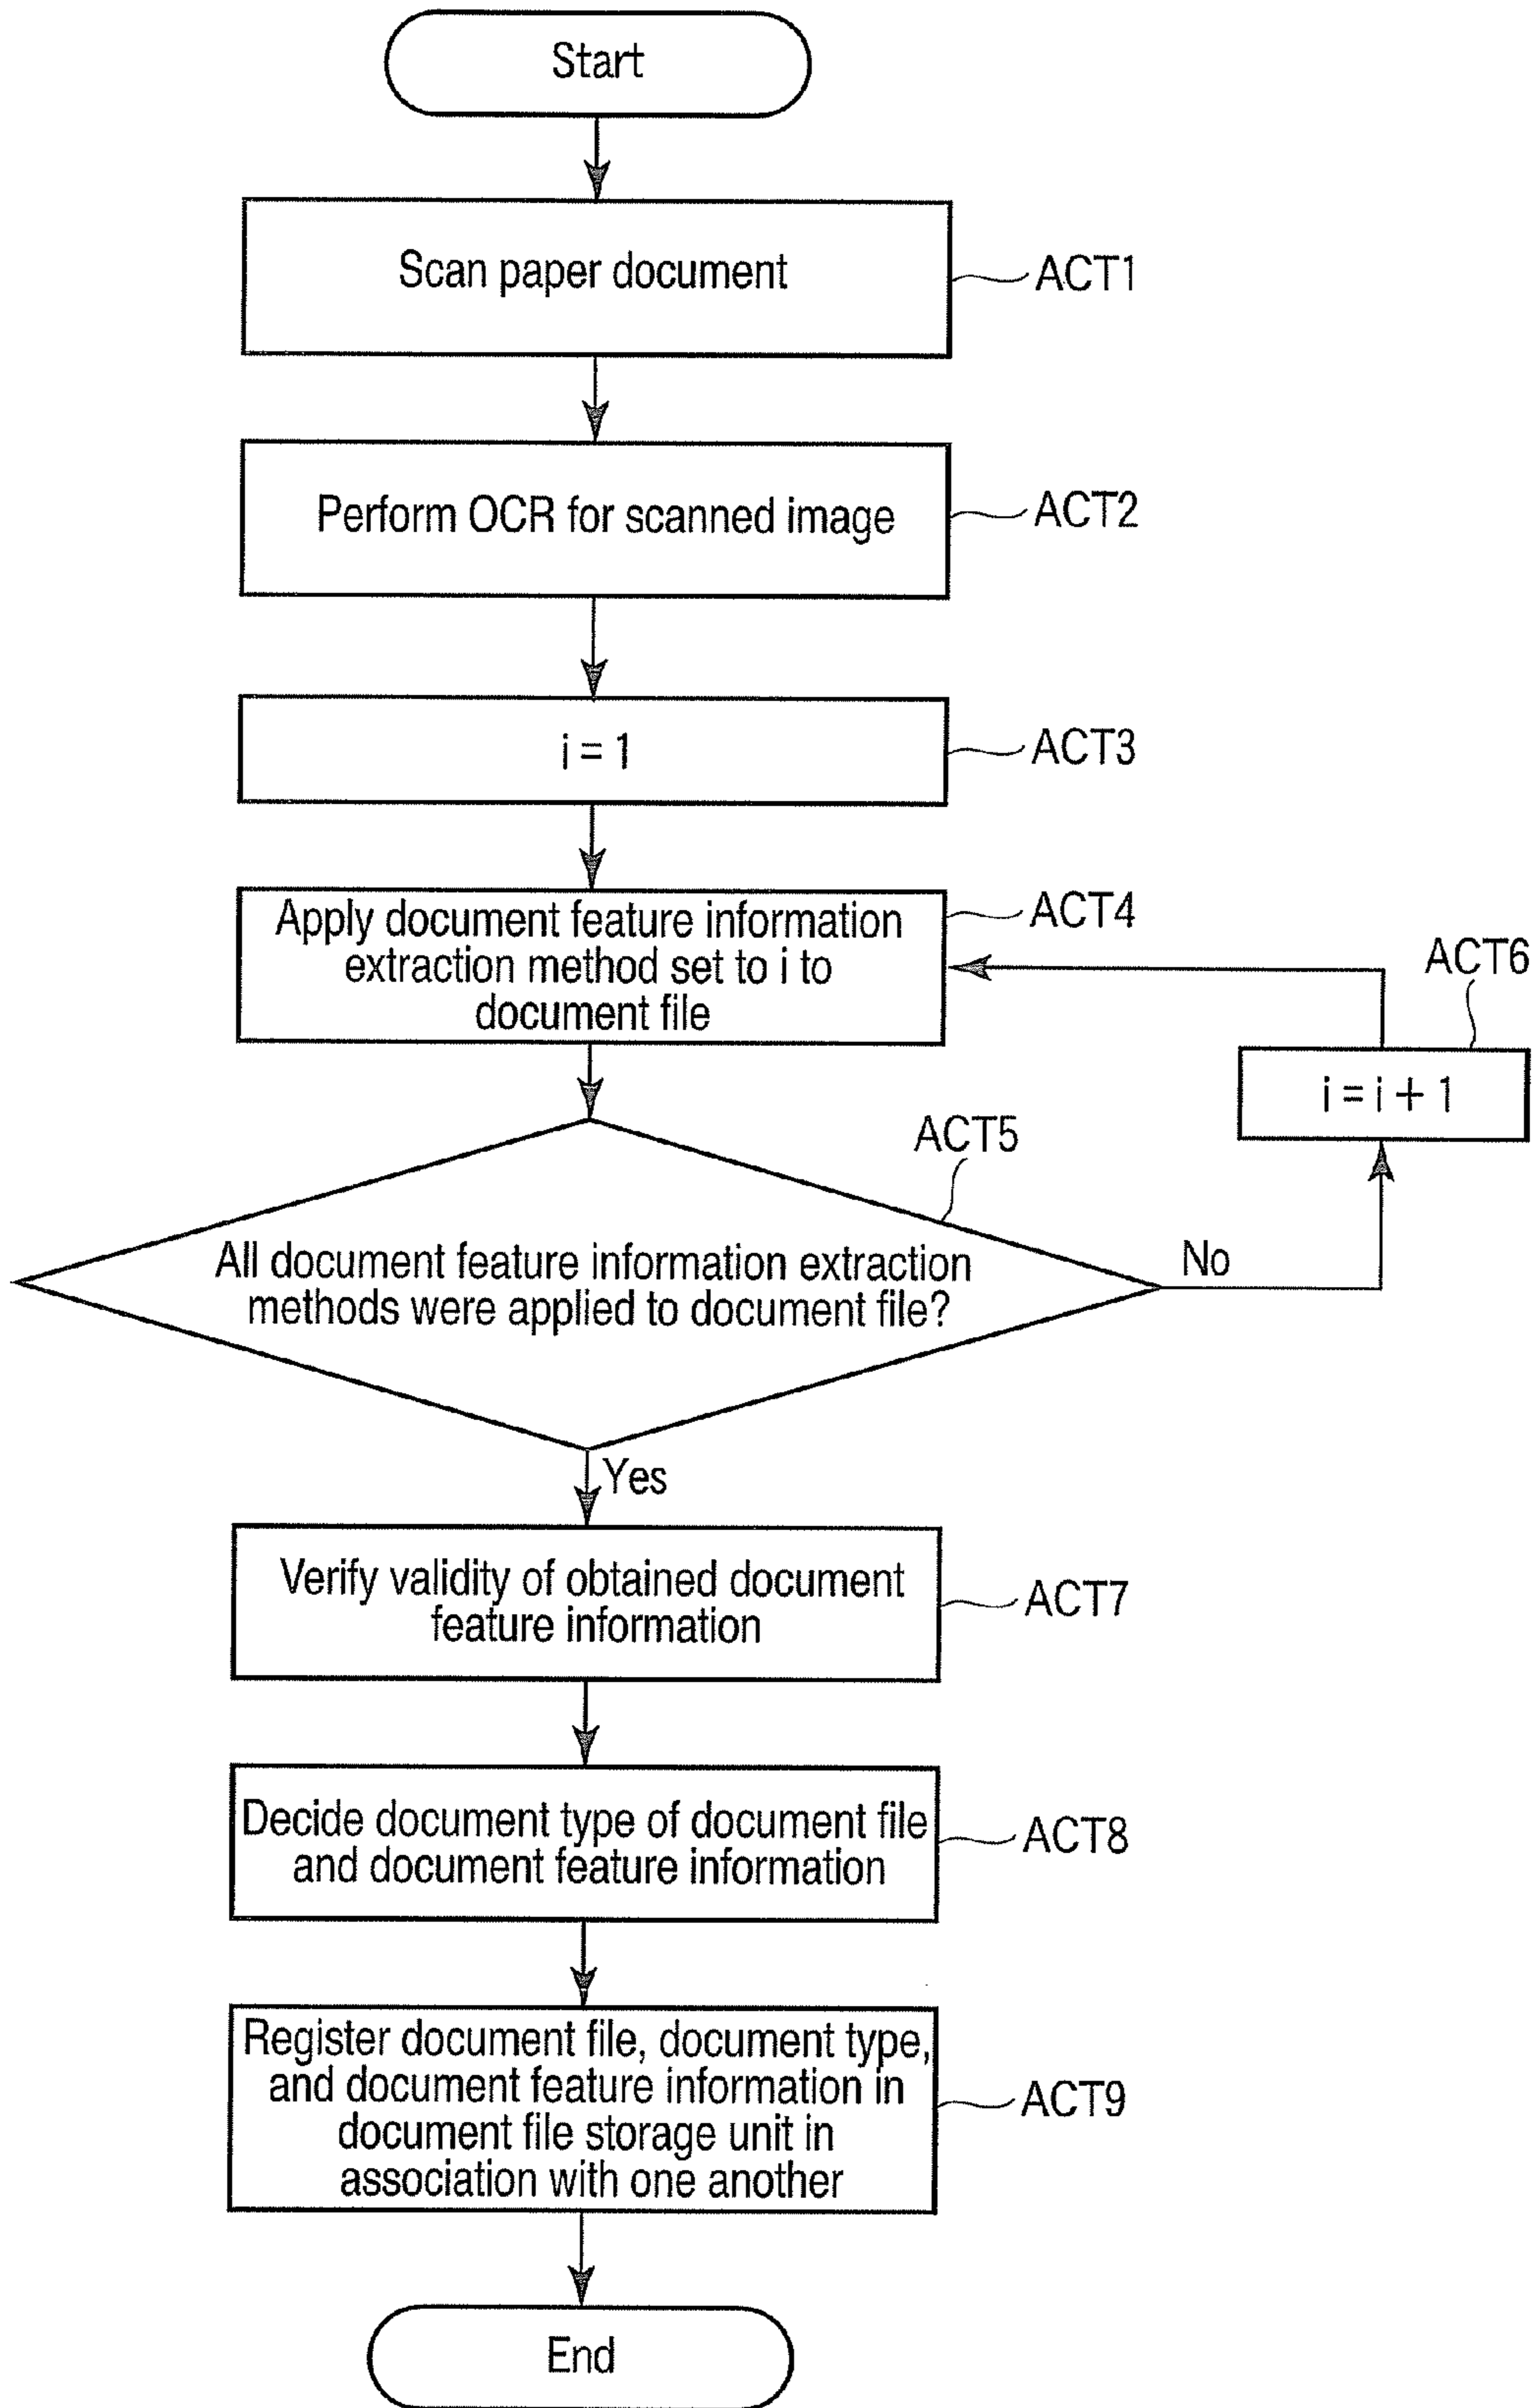 Start
Scan paper document
ACT1
Perform OCR for scanned image
ACT2
i = 1
ACT3
Apply document feature information
extraction method set to i to
document file
ACT4
ACT6
i = i + 1
ACT5
All document feature information extraction
methods were applied to document file?
No
Yes
Verify validity of obtained document
feature information
ACT7
Decide document type of document file
and document feature information
ACT8
Register document file, document type,
and document feature information in
document file storage unit in
association with one another
ACT9
End